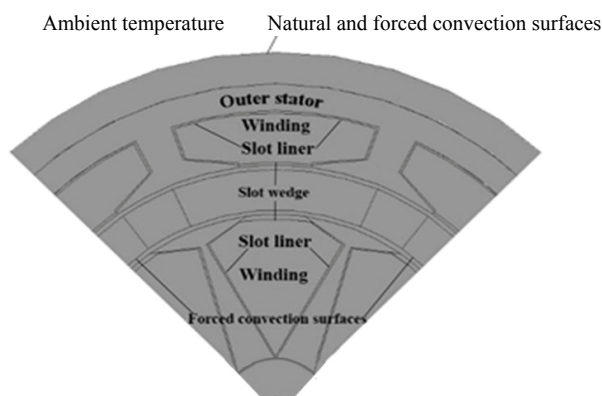 Ambient temperature
Natural and forced convection surfaces
Outer stator
Winding
Slot liner
Slot wedge
Slot liner
Winding
Forced convection surfaces